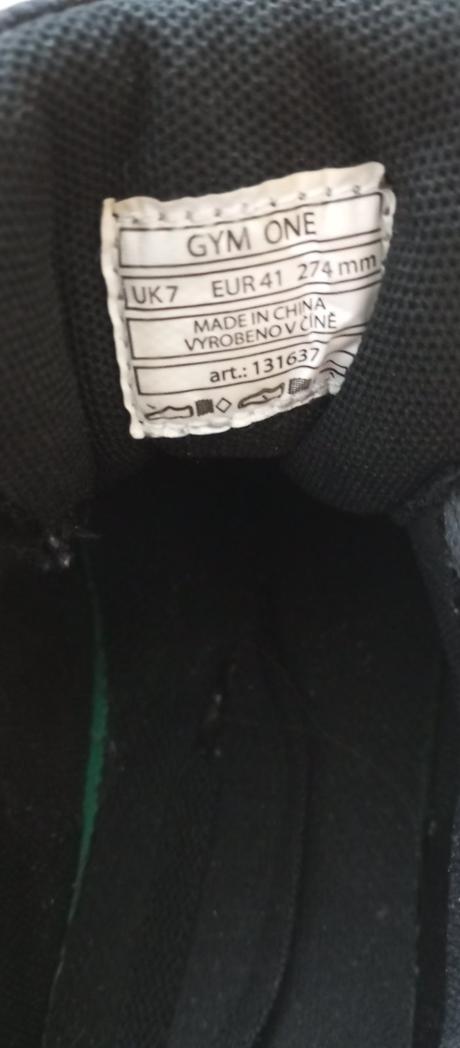 GYM ONE
UK7 EUR 41 274 mm
MADE IN CHINA
VYROBENO V ČÍNĚ
art.: 131637